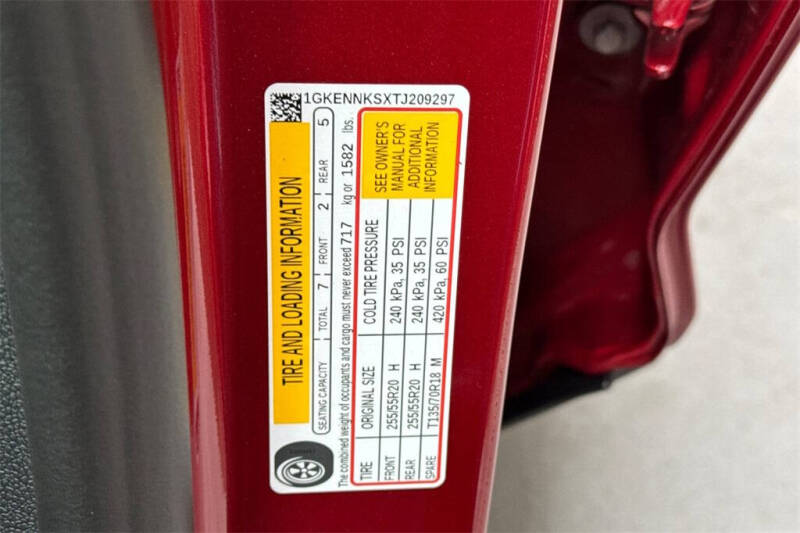 1GKENNKSXTJ209297
TIRE AND LOADING INFORMATION
SEATING CAPACITY TOTAL 7 FRONT 2 REAR 5
The combined weight of occupants and cargo must never exceed 717 kg or 1582 lbs.
TIRE ORIGINAL SIZE COLD TIRE PRESSURE
FRONT 255/55R20 H 240 kPa, 35 PSI
REAR 255/55R20 H 240 kPa, 35 PSI
SPARE T135/70R18 M 420 kPa, 60 PSI
SEE OWNER'S
MANUAL FOR
ADDITIONAL
INFORMATION